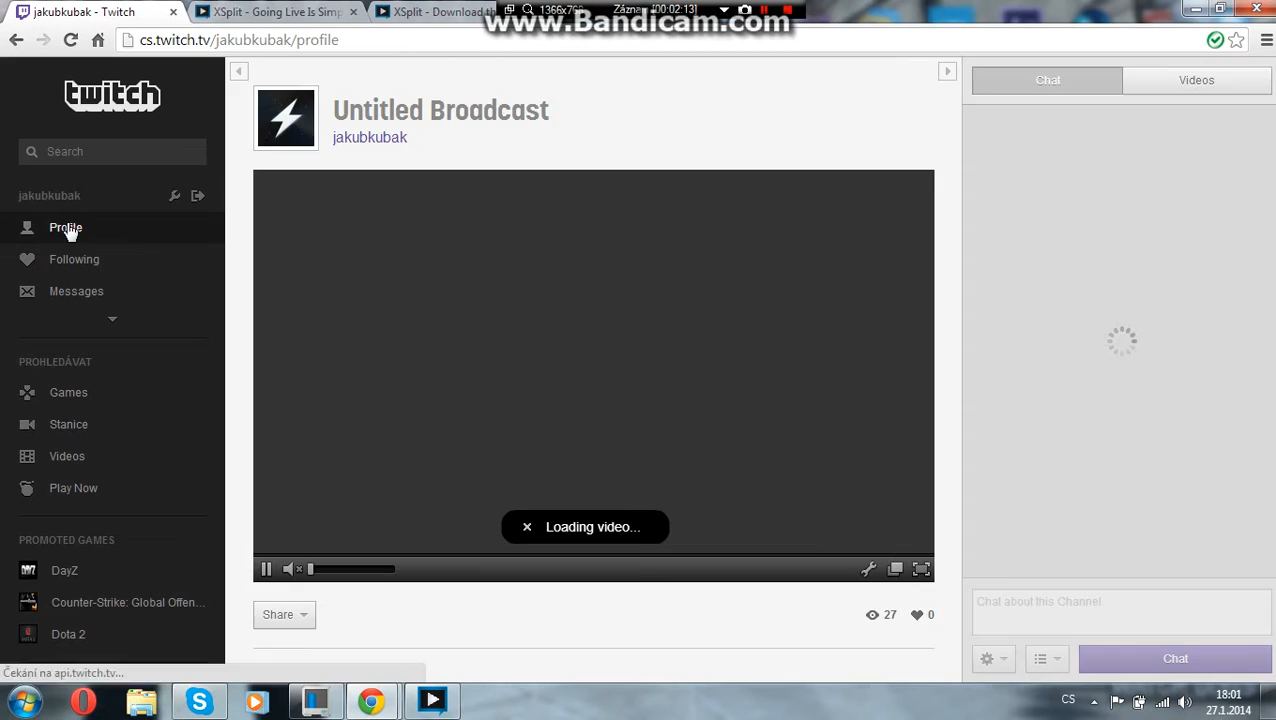 jakubkubak - Twitch
XSplit - Going Live Is Simp
XSplit - Download th
1366x7
Zázna
[00:02:13]
www.Bandicam.com
cs.twitch.tv/jakubkubak/profile
twitch
Search
jakubkubak
Profile
Following
Messages
PROHLEDÁVAT
Games
Stanice
Videos
Play Now
PROMOTED GAMES
DayZ
Counter-Strike: Global Offen...
Dota 2
Čekání na api.twitch.tv...
Untitled Broadcast
jakubkubak
Loading video...
Share
27
0
Chat
Videos
Chat about this Channel
Chat
CS
18:01
27.1.2014